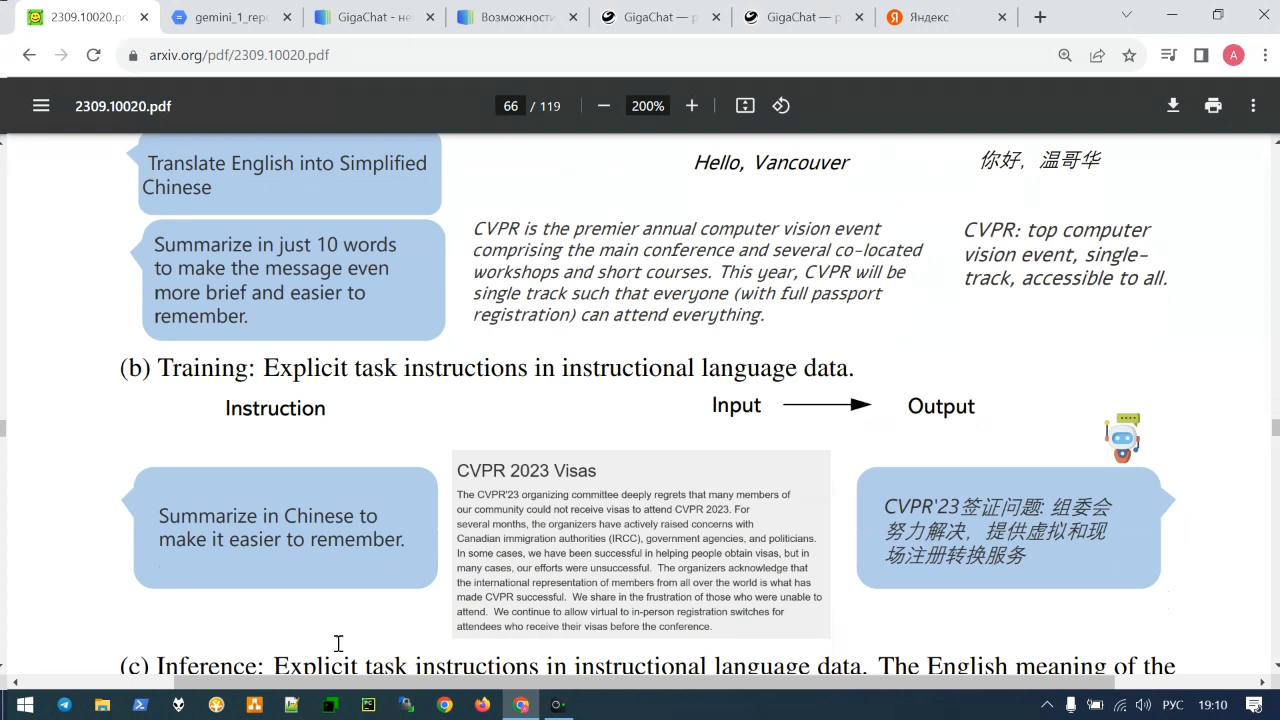 2309.10020.pdf
gemini_1_repo
GigaChat - не
Возможности
GigaChat — р
GigaChat — р
Яндекс
arxiv.org/pdf/2309.10020.pdf
A
2309.10020.pdf
66 / 119
200%
Translate English into Simplified
Chinese
Hello, Vancouver
你好，温哥华
Summarize in just 10 words
to make the message even
more brief and easier to
remember.
CVPR is the premier annual computer vision event
comprising the main conference and several co-located
workshops and short courses. This year, CVPR will be
single track such that everyone (with full passport
registration) can attend everything.
CVPR: top computer
vision event, single-
track, accessible to all.
(b) Training: Explicit task instructions in instructional language data.
Instruction
Input
Output
Summarize in Chinese to
make it easier to remember.
CVPR 2023 Visas
The CVPR'23 organizing committee deeply regrets that many members of
our community could not receive visas to attend CVPR 2023. For
several months, the organizers have actively raised concerns with
Canadian immigration authorities (IRCC), government agencies, and politicians.
In some cases, we have been successful in helping people obtain visas, but in
many cases, our efforts were unsuccessful. The organizers acknowledge that
the international representation of members from all over the world is what has
made CVPR successful. We share in the frustration of those who were unable to
attend. We continue to allow virtual to in-person registration switches for
attendees who receive their visas before the conference.
CVPR'23签证问题: 组委会
努力解决，提供虚拟和现
场注册转换服务
(c) Inference: Explicit task instructions in instructional language data. The English meaning of the
РУС
19:10